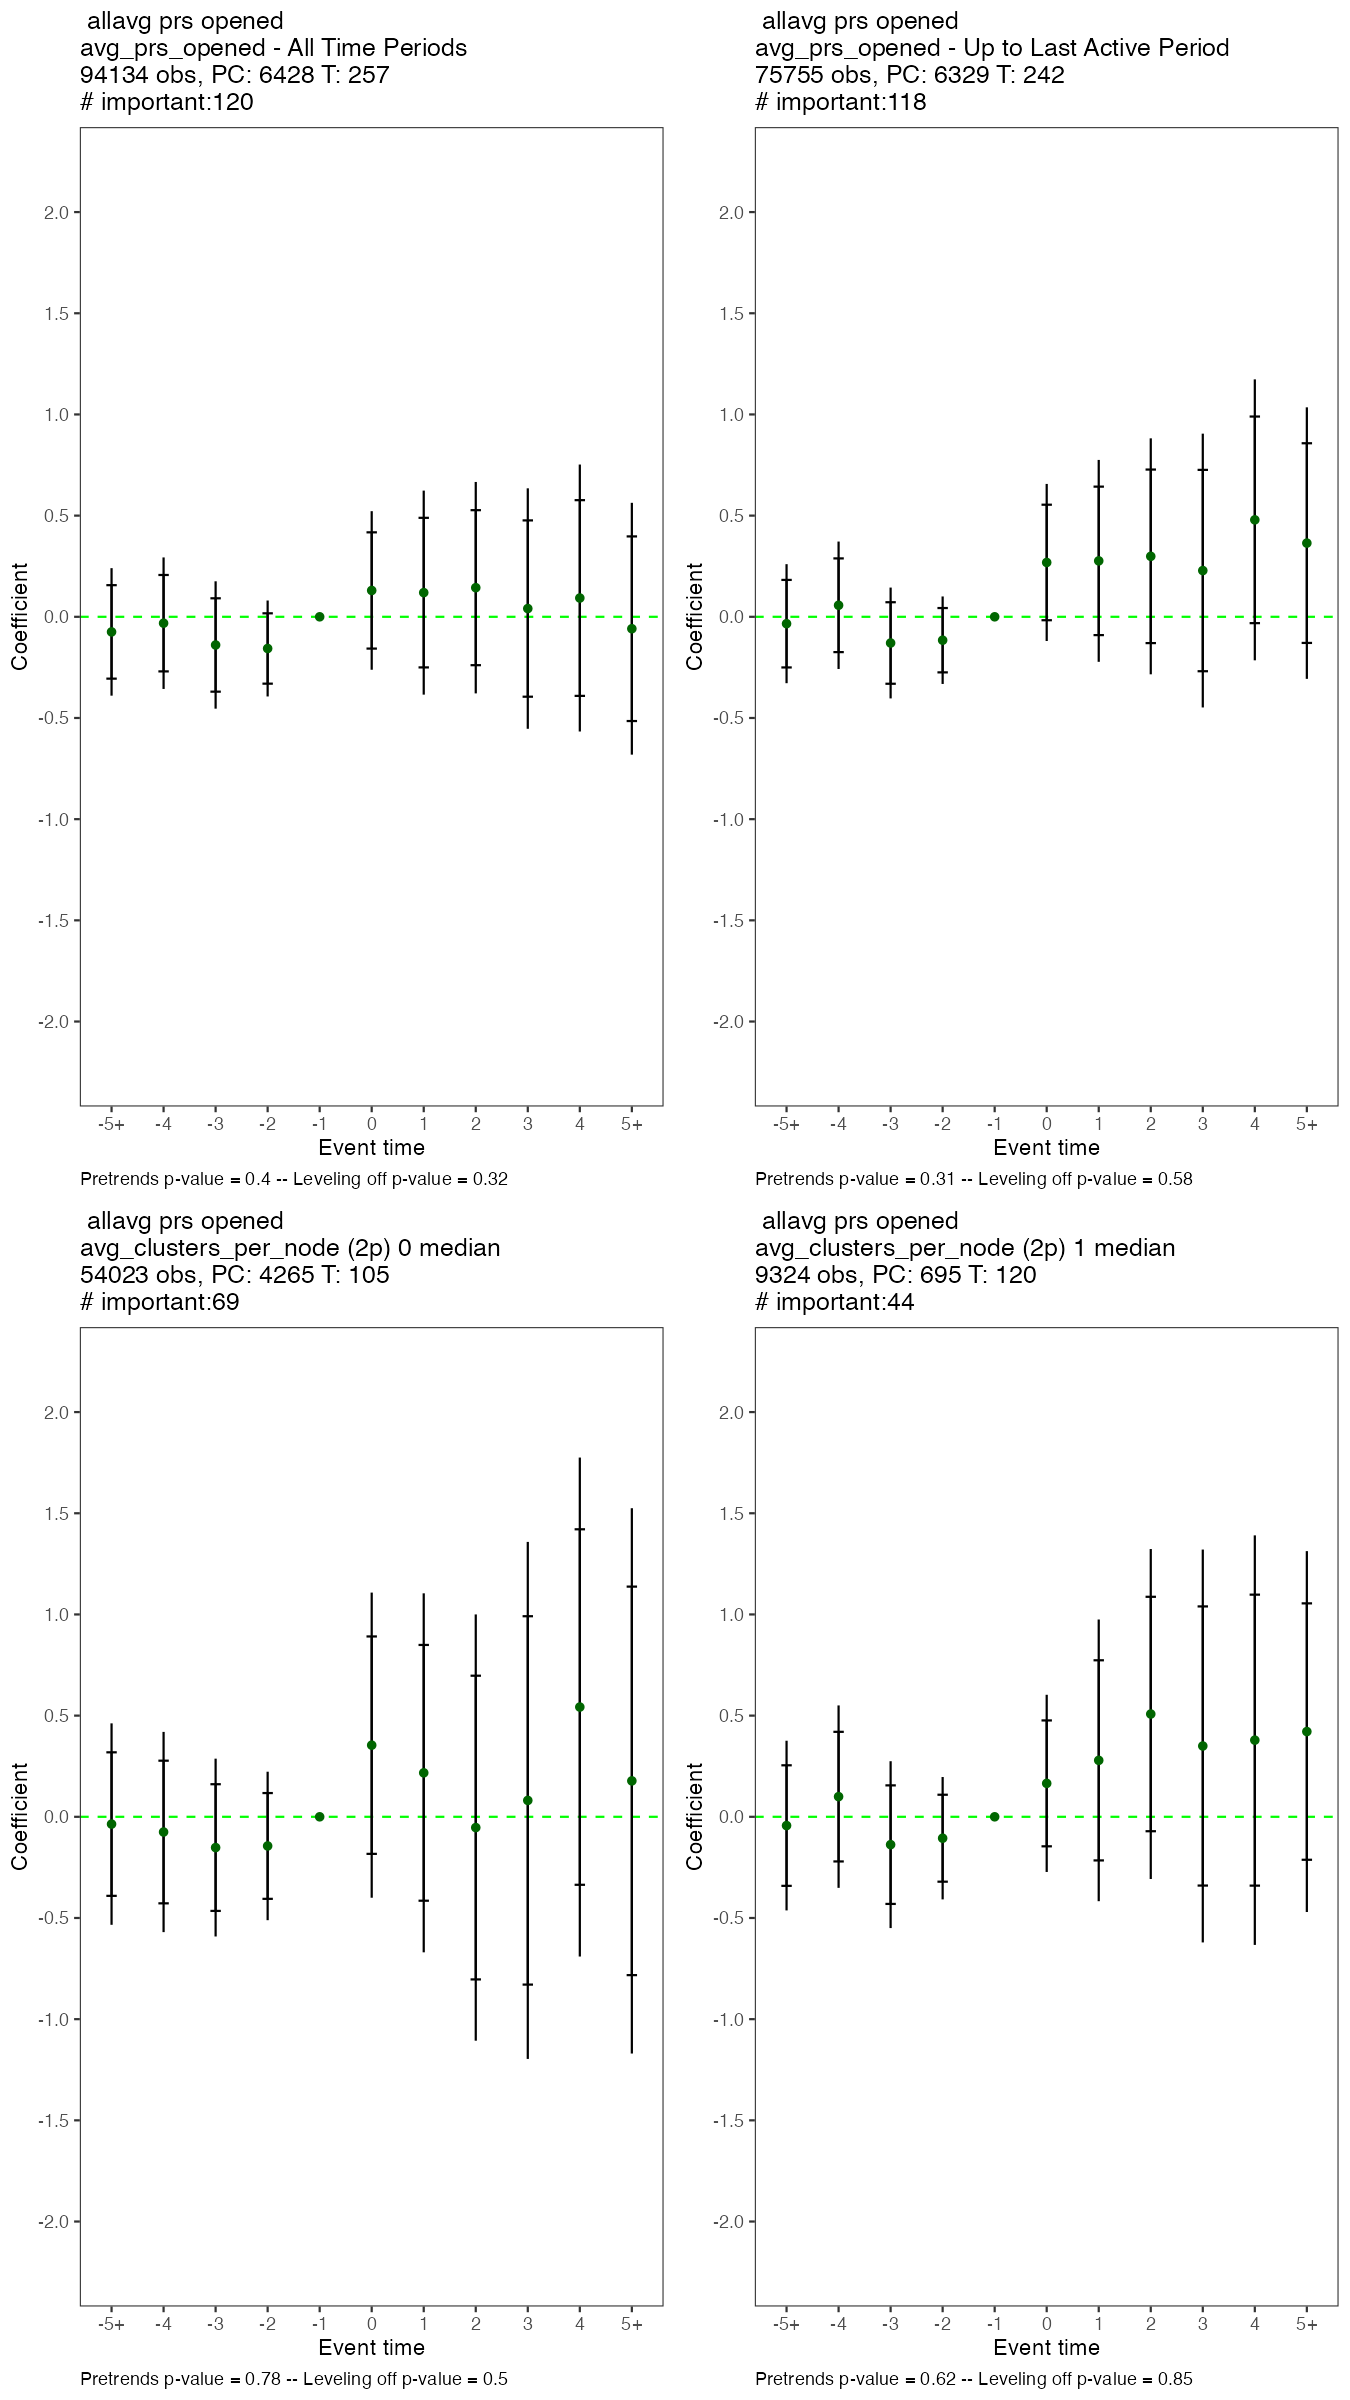 allavg prs opened
avg_prs_opened - All Time Periods
94134 obs, PC: 6428 T: 257
# important:120
2.0
1.5
1.0
0.5
0.0
-0.5
-1.0
-1.5
-2.0
Coefficient
-5+ -4 -3 -2 -1 0 1 2 3 4 5+
Event time
Pretrends p-value = 0.4 -- Leveling off p-value = 0.32
allavg prs opened
avg_prs_opened - Up to Last Active Period
75755 obs, PC: 6329 T: 242
# important:118
2.0
1.5
1.0
0.5
0.0
-0.5
-1.0
-1.5
-2.0
Coefficient
-5+ -4 -3 -2 -1 0 1 2 3 4 5+
Event time
Pretrends p-value = 0.31 -- Leveling off p-value = 0.58
allavg prs opened
avg_clusters_per_node (2p) 0 median
54023 obs, PC: 4265 T: 105
# important:69
2.0
1.5
1.0
0.5
0.0
-0.5
-1.0
-1.5
-2.0
Coefficient
-5+ -4 -3 -2 -1 0 1 2 3 4 5+
Event time
Pretrends p-value = 0.78 -- Leveling off p-value = 0.5
allavg prs opened
avg_clusters_per_node (2p) 1 median
9324 obs, PC: 695 T: 120
# important:44
2.0
1.5
1.0
0.5
0.0
-0.5
-1.0
-1.5
-2.0
Coefficient
-5+ -4 -3 -2 -1 0 1 2 3 4 5+
Event time
Pretrends p-value = 0.62 -- Leveling off p-value = 0.85